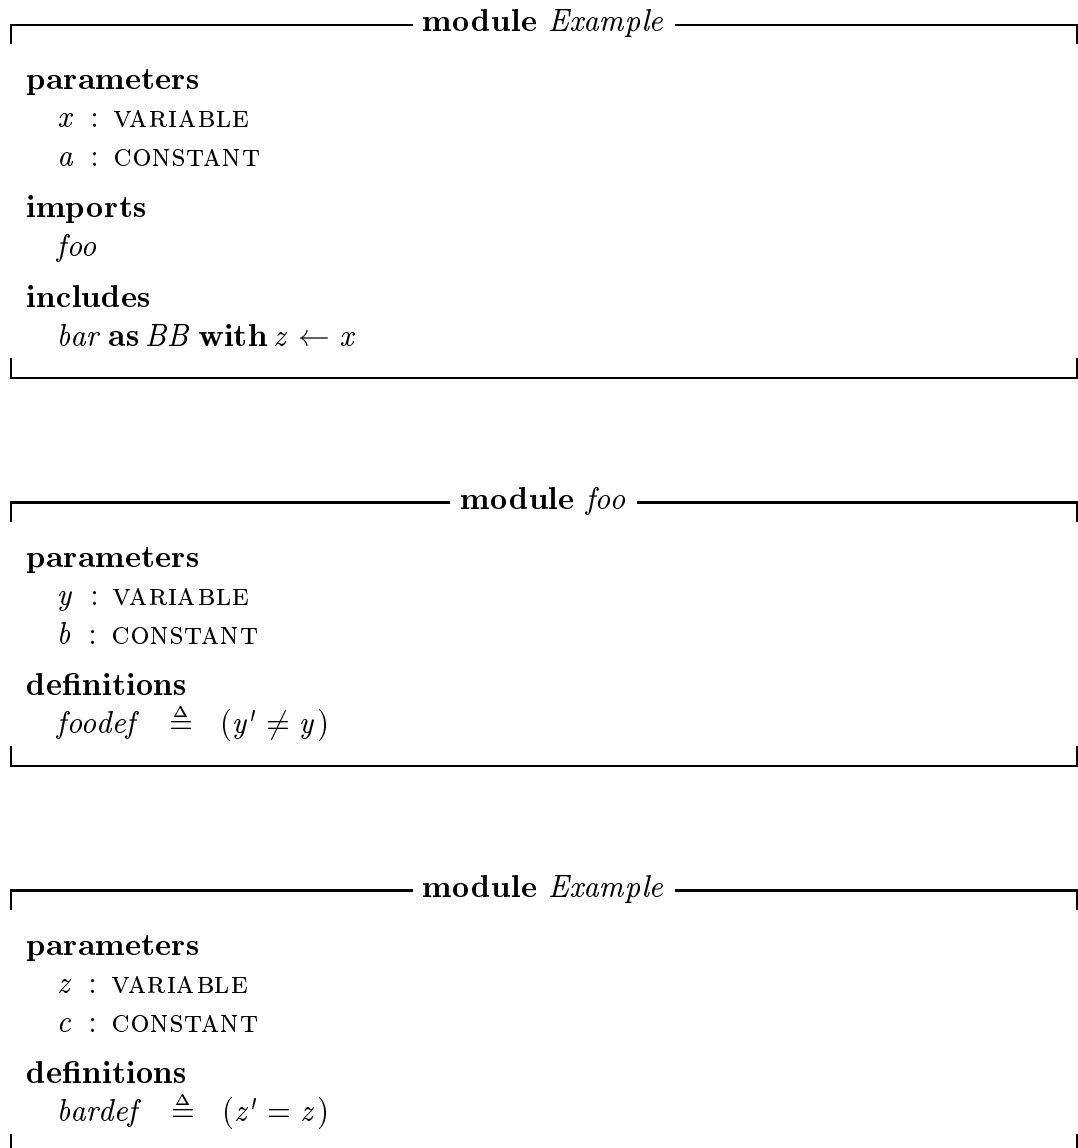 module Example
parameters
x : VARIABLE
a : CONSTANT
imports
foo
includes
bar as BB with z ← x
module foo
parameters
y : VARIABLE
b : CONSTANT
definitions
foodef ≜ (y′ ≠ y)
module Example
parameters
z : VARIABLE
c : CONSTANT
definitions
bardef ≜ (z′ = z)